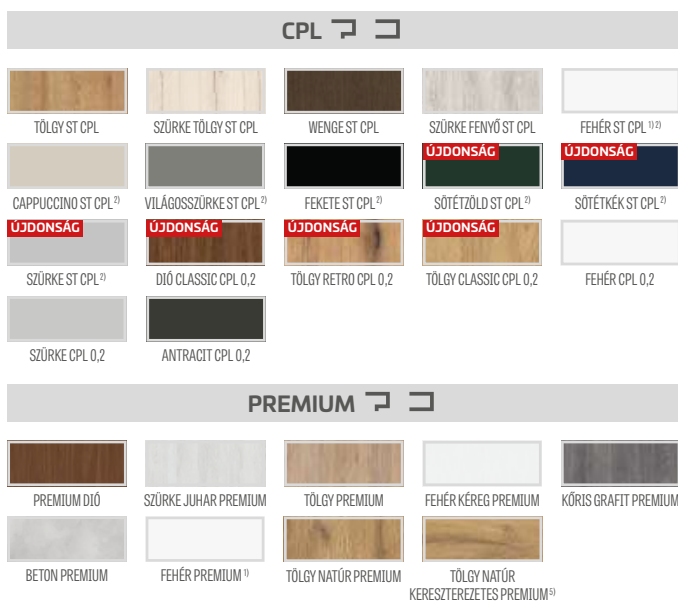 CPL
TÖLGY ST CPL
SZÜRKE TÖLGY ST CPL
WENGE ST CPL
SZÜRKE FENYŐ ST CPL
FEHÉR ST CPL 1) 2)
CAPPUCCINO ST CPL 2)
VILÁGOSSZÜRKE ST CPL 2)
FEKETE ST CPL 2)
ÚJDONSÁG
SÖTÉTZÖLD ST CPL 2)
ÚJDONSÁG
SÖTÉTKÉK ST CPL 2)
ÚJDONSÁG
SZÜRKE ST CPL 2)
ÚJDONSÁG
DIÓ CLASSIC CPL 0,2
ÚJDONSÁG
TÖLGY RETRO CPL 0,2
ÚJDONSÁG
TÖLGY CLASSIC CPL 0,2
FEHÉR CPL 0,2
SZÜRKE CPL 0,2
ANTRACIT CPL 0,2
PREMIUM
PREMIUM DIÓ
SZÜRKE JUHAR PREMIUM
TÖLGY PREMIUM
FEHÉR KÉREG PREMIUM
KŐRIS GRAFIT PREMIUM
BETON PREMIUM
FEHÉR PREMIUM 1)
TÖLGY NATÚR PREMIUM
TÖLGY NATÚR
KERESZTEREZETES PREMIUM 5)